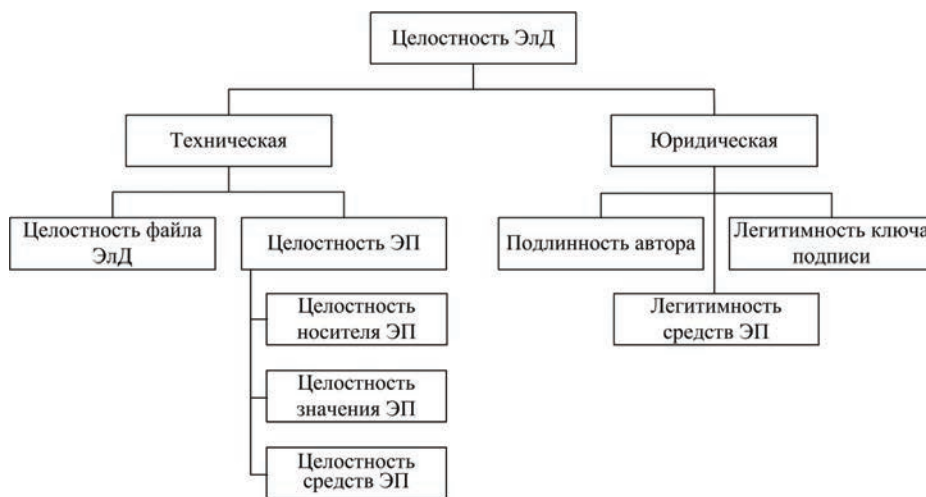 Целостность ЭлД
Техническая
Юридическая
Целостность файла
ЭлД
Целостность ЭП
Подлинность автора
Легитимность ключа
подписи
Целостность
носителя ЭП
Легитимность
средств ЭП
Целостность
значения ЭП
Целостность
средств ЭП